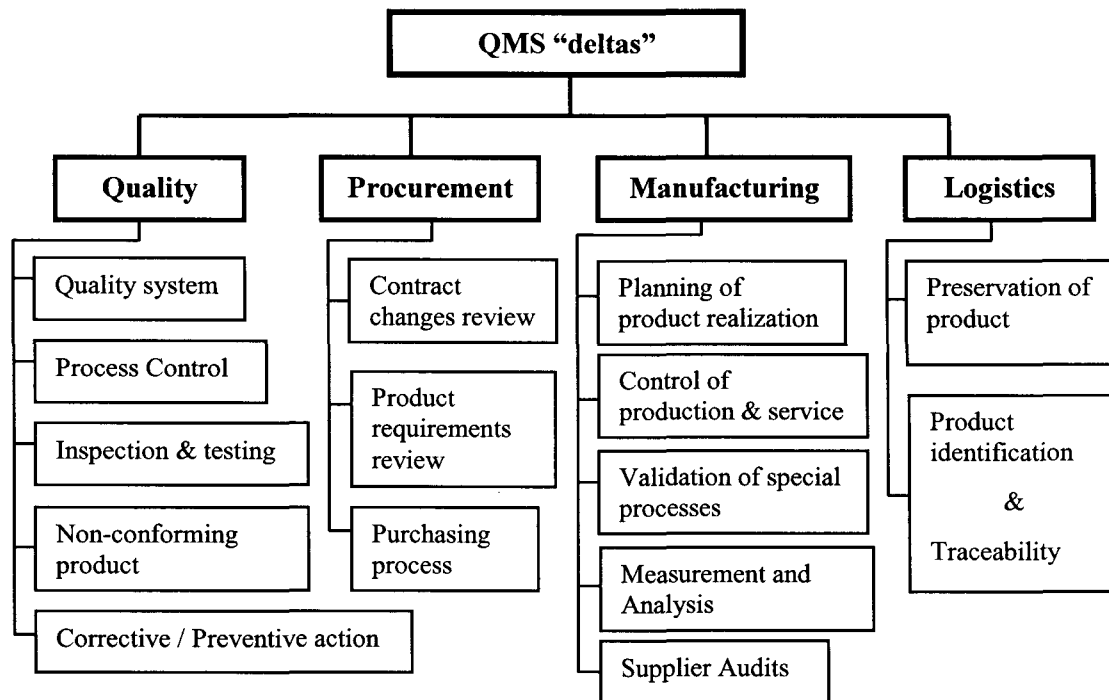 QMS “deltas”
Quality
Procurement
Manufacturing
Logistics
Quality system
Process Control
Inspection & testing
Non-conforming
product
Corrective / Preventive action
Contract
changes review
Product
requirements
review
Purchasing
process
Planning of
product realization
Control of
production & service
Validation of special
processes
Measurement and
Analysis
Supplier Audits
Preservation of
product
Product
identification
&
Traceability